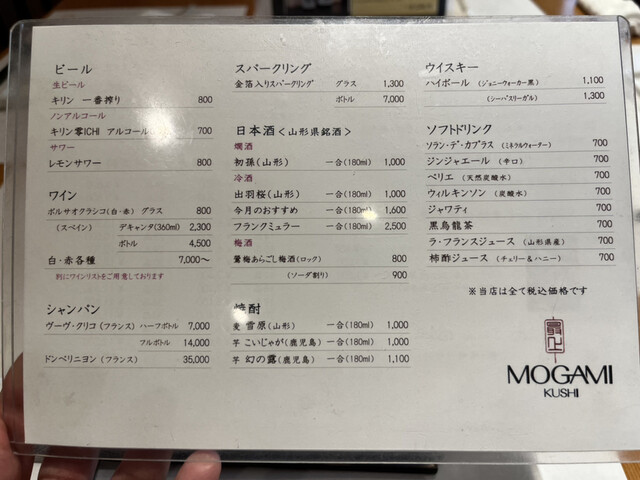 ビール
生ビール
キリン 一番搾り 800
ノンアルコール
キリン零ICHI アルコール 700
サワー
レモンサワー 800
ワイン
ボルサオクラシコ(白・赤) グラス 800
(スペイン) デキャンタ(360ml) 2,300
ボトル 4,500
白・赤各種 7,000〜
別にワインリストをご用意しております
シャンパン
ヴーヴ・クリコ(フランス) ハーフボトル 7,000
フルボトル 14,000
ドンペリニヨン(フランス) 35,000
スパークリング
金箔入りスパークリング グラス 1,300
ボトル 7,000
日本酒<山形県銘酒>
燗酒
初孫(山形) 一合(180ml) 1,000
冷酒
出羽桜(山形) 一合(180ml) 1,000
今月のおすすめ 一合(180ml) 1,600
フランクミュラー 一合(180ml) 2,500
梅酒
鶯梅あらごし梅酒(ロック) 800
(ソーダ割り) 900
焼酎
麦 雪原(山形) 一合(180ml) 1,000
芋 こいじゃが(鹿児島) 一合(180ml) 1,000
芋 幻の露(鹿児島) 一合(180ml) 1,100
ウイスキー
ハイボール (ジョニーウォーカー黒) 1,100
(シーバスリーガル) 1,300
ソフトドリンク
ソラン・デ・カブラス (ミネラルウォーター) 700
ジンジャエール (辛口) 700
ペリエ (天然炭酸水) 700
ウィルキンソン (炭酸水) 700
ジャワティ 700
黒烏龍茶 700
ラ・フランスジュース (山形県産) 700
柿酢ジュース (チェリー&ハニー) 700
※当店は全て税込価格です
最上
MOGAMI
KUSHI